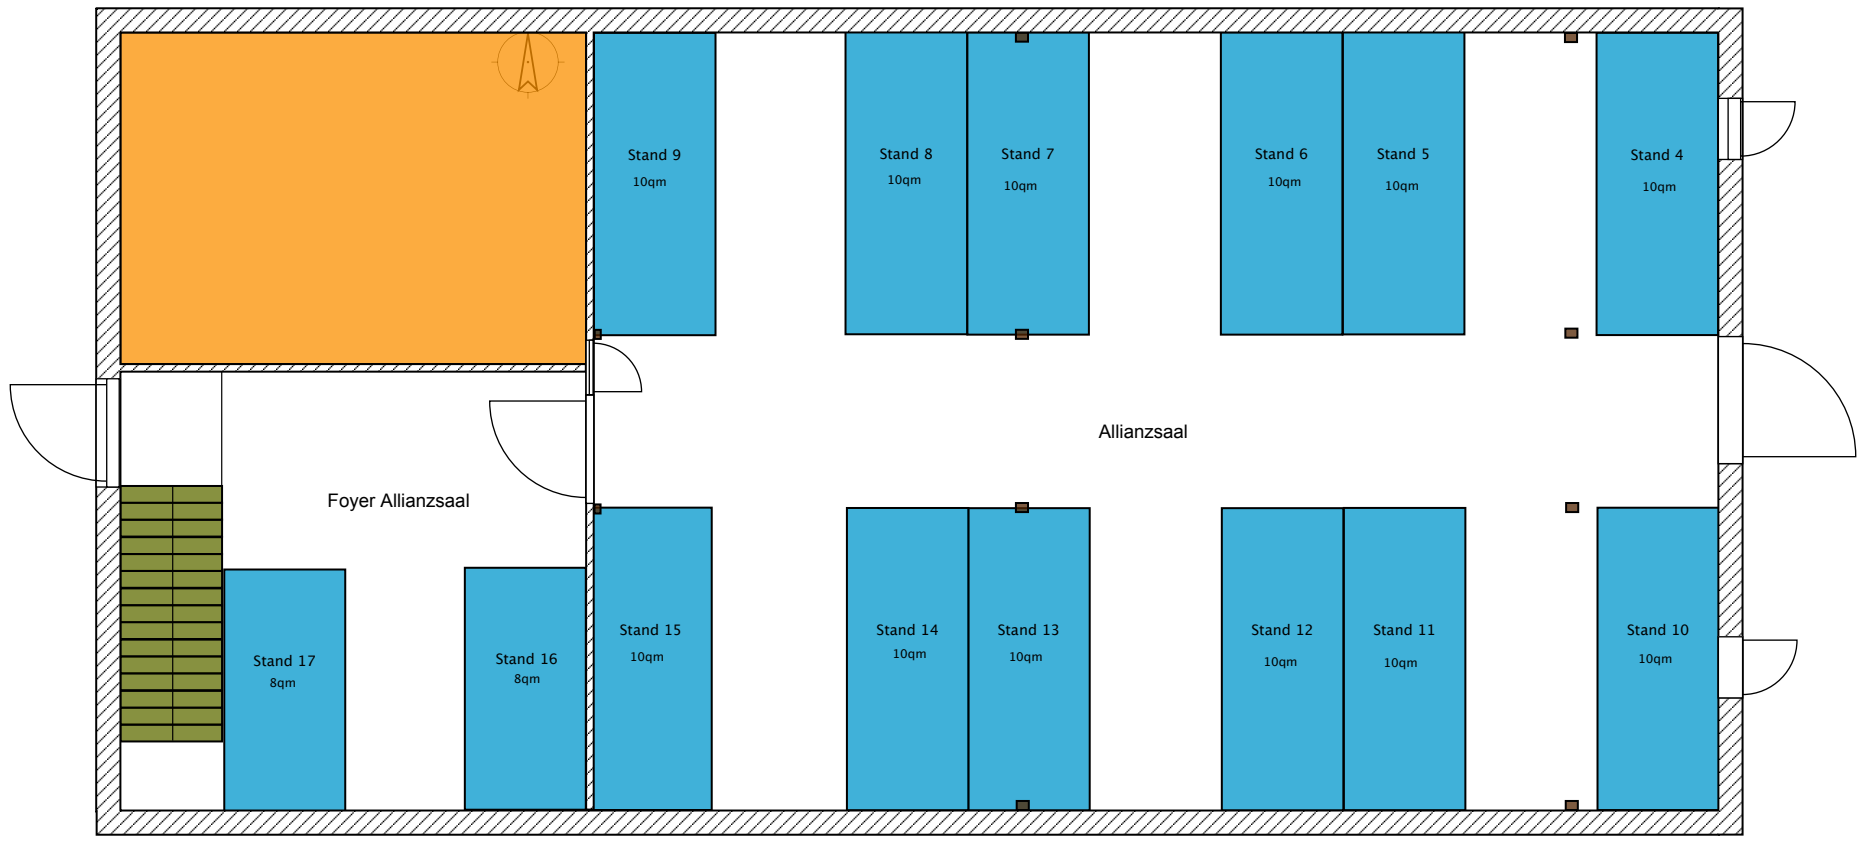 Stand 9
10qm
Stand 8
10qm
Stand 7
10qm
Stand 6
10qm
Stand 5
10qm
Stand 4
10qm
Allianzsaal
Foyer Allianzsaal
Stand 17
8qm
Stand 16
8qm
Stand 15
10qm
Stand 14
10qm
Stand 13
10qm
Stand 12
10qm
Stand 11
10qm
Stand 10
10qm